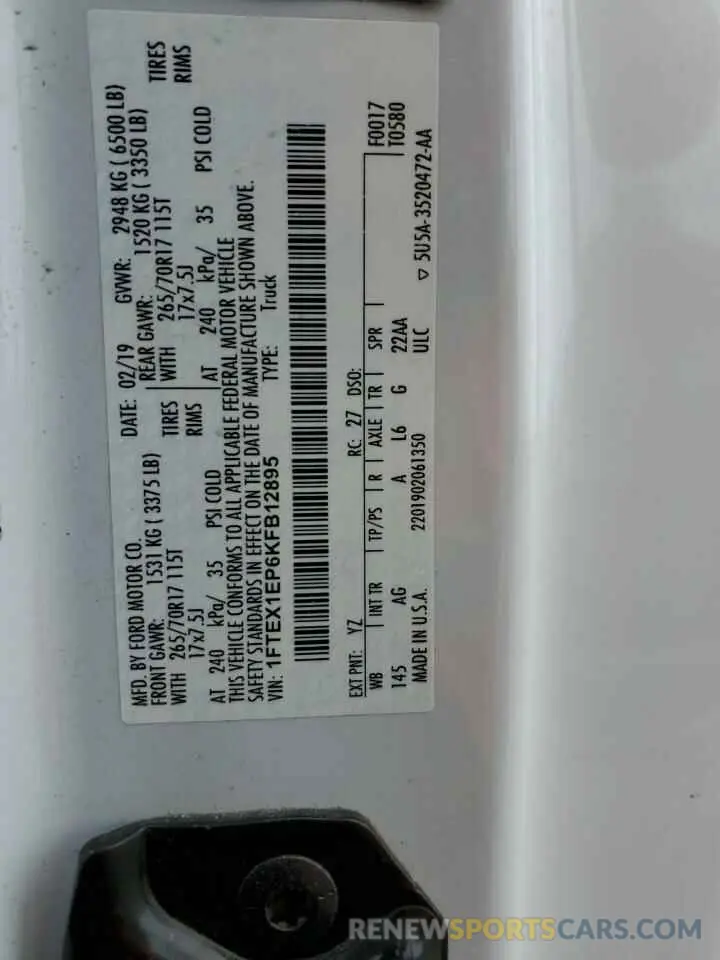 MFD. BY FORD MOTOR CO.
DATE: 02/19 GVWR: 2948 KG ( 6500 LB)
FRONT GAWR: 1531 KG ( 3375 LB) REAR GAWR: 1520 KG ( 3350 LB)
WITH 265/70R17 115T TIRES WITH 265/70R17 115T TIRES
17x7.5J RIMS 17x7.5J RIMS
AT 240 kPa/ 35 PSI COLD AT 240 kPa/ 35 PSI COLD
THIS VEHICLE CONFORMS TO ALL APPLICABLE FEDERAL MOTOR VEHICLE
SAFETY STANDARDS IN EFFECT ON THE DATE OF MANUFACTURE SHOWN ABOVE.
VIN: 1FTEX1EP6KFB12895 TYPE: Truck
EXT PNT: YZ RC: 27 DSO: F0017
WB INT TR TP/PS R AXLE TR SPR T0580
145 AG A L6 G 22AA
MADE IN U.S.A. 2201902061350 ULC ▽ 5U5A-3520472-AA
RENEWSPORTSCARS.COM